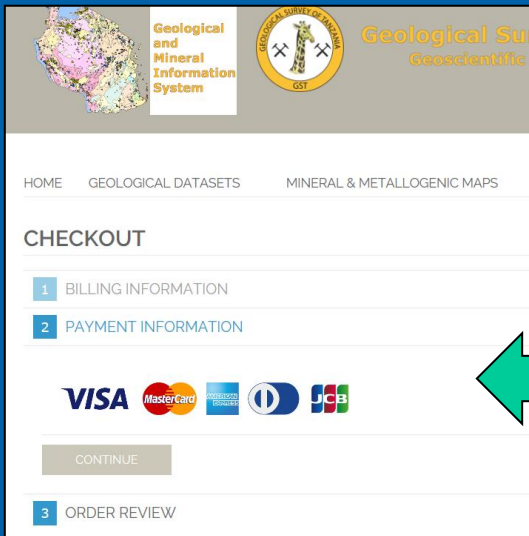 Geological
and
Mineral
Information
System
GEOLOGICAL SURVEY OF TANZANIA
GST
Geological Su
Geoscientific
HOME GEOLOGICAL DATASETS MINERAL & METALLOGENIC MAPS
CHECKOUT
1 BILLING INFORMATION
2 PAYMENT INFORMATION
VISA MasterCard AMERICAN EXPRESS JCB
CONTINUE
3 ORDER REVIEW